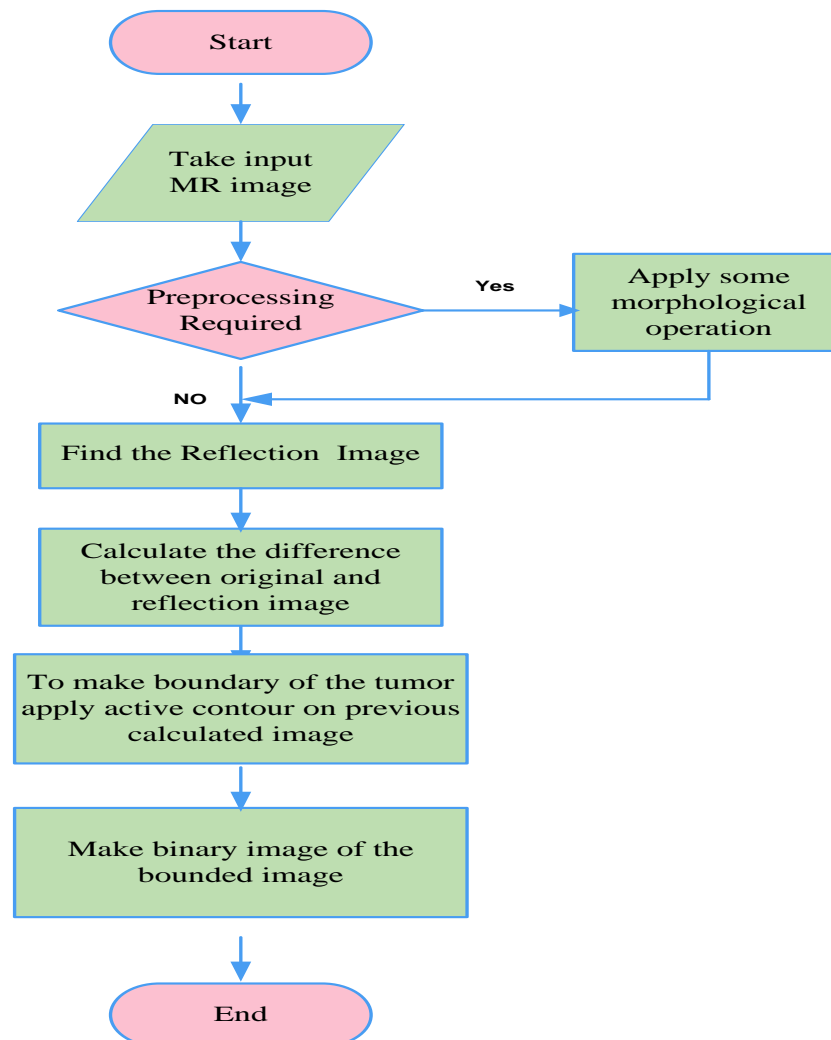 Start
Take input
MR image
Preprocessing
Required
Yes
Apply some
morphological
operation
NO
Find the Reflection  Image
Calculate the difference
between original and
reflection image
To make boundary of the tumor
apply active contour on previous
calculated image
Make binary image of the
bounded image
End